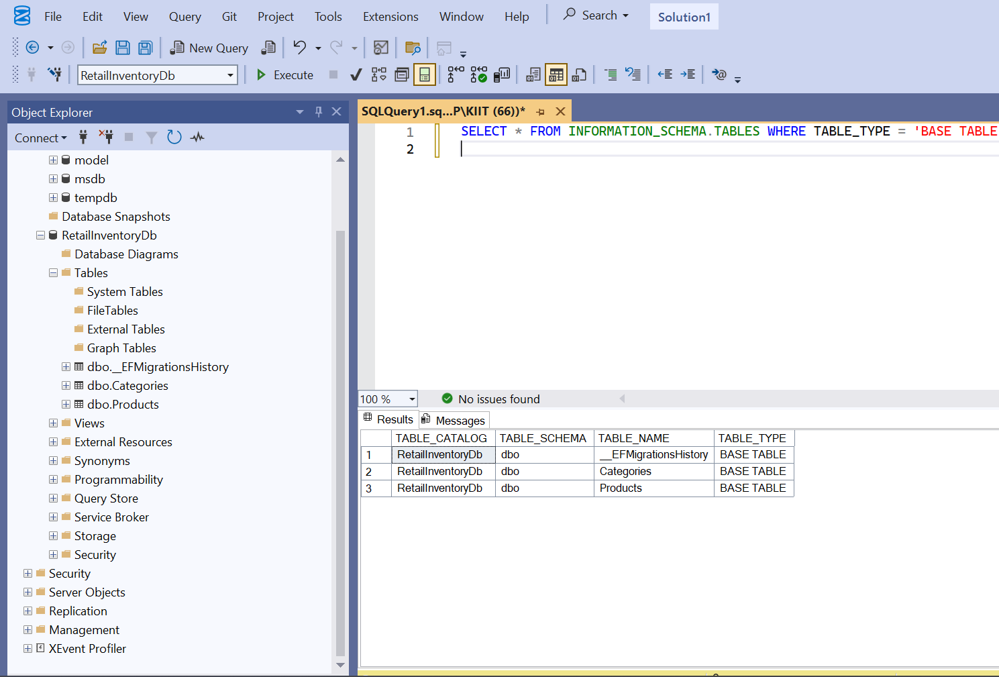 File Edit View Query Git Project Tools Extensions Window Help Search Solution1
New Query
RetailInventoryDb Execute
Object Explorer
Connect
model
msdb
tempdb
Database Snapshots
RetailInventoryDb
Database Diagrams
Tables
System Tables
FileTables
External Tables
Graph Tables
dbo.__EFMigrationsHistory
dbo.Categories
dbo.Products
Views
External Resources
Synonyms
Programmability
Query Store
Service Broker
Storage
Security
Security
Server Objects
Replication
Management
XEvent Profiler
SQLQuery1.sq...P\KIIT (66))*
1 SELECT * FROM INFORMATION_SCHEMA.TABLES WHERE TABLE_TYPE = 'BASE TABLE
2
100 % No issues found
Results Messages
TABLE_CATALOG TABLE_SCHEMA TABLE_NAME TABLE_TYPE
1 RetailInventoryDb dbo __EFMigrationsHistory BASE TABLE
2 RetailInventoryDb dbo Categories BASE TABLE
3 RetailInventoryDb dbo Products BASE TABLE